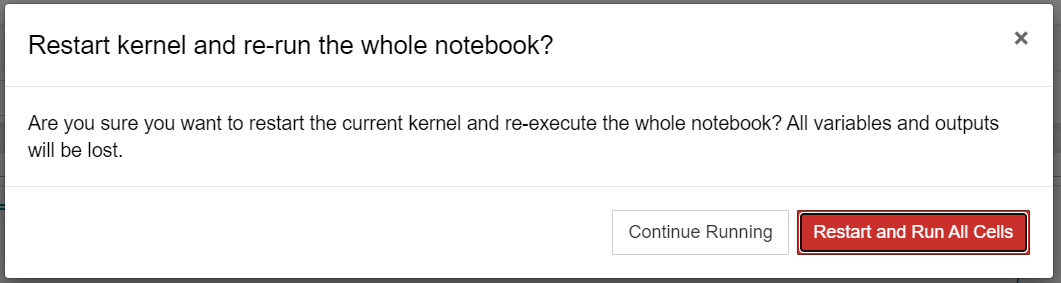 Restart kernel and re-run the whole notebook?
×
Are you sure you want to restart the current kernel and re-execute the whole notebook? All variables and outputs
will be lost.
Continue Running
Restart and Run All Cells